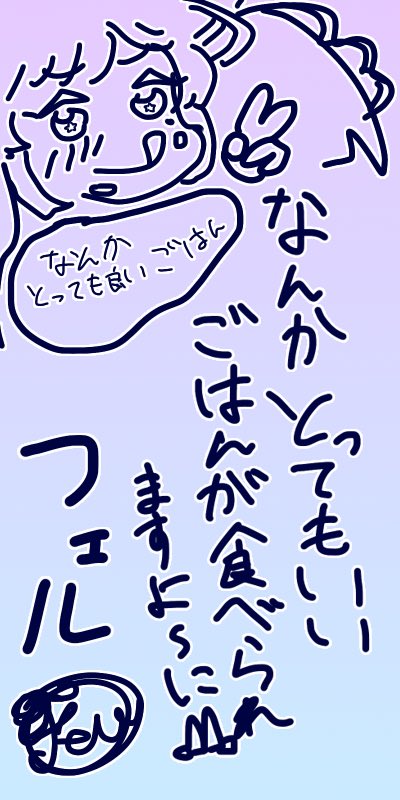 なんか
とっても良い
ごはん
なんかとってもいい
ごはんが食べられ
ますよ〜に
フェル
Fer